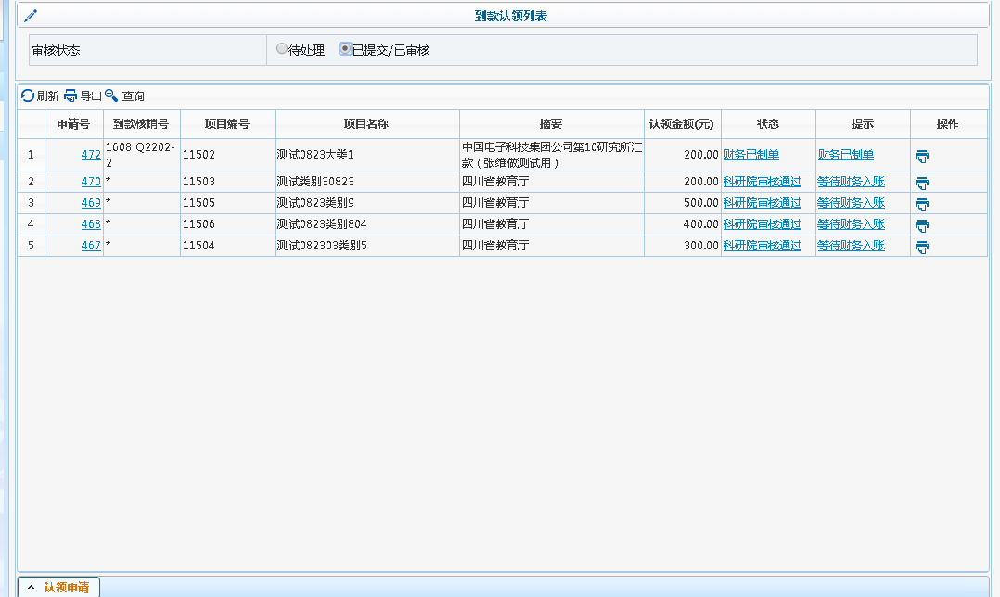 到款认领列表
审核状态 待处理 已提交/已审核
刷新 导出 查询
申请号 到款核销号 项目编号 项目名称 摘要 认领金额(元) 状态 提示 操作
1 472 1608 Q2202-2 11502 测试0823大类1 中国电子科技集团公司第10研究所汇款（张维做测试用） 200.00 财务已制单 财务已制单
2 470 * 11503 测试类别30823 四川省教育厅 200.00 科研院审核通过 等待财务入账
3 469 * 11505 测试0823类别9 四川省教育厅 500.00 科研院审核通过 等待财务入账
4 468 * 11506 测试0823类别804 四川省教育厅 400.00 科研院审核通过 等待财务入账
5 467 * 11504 测试082303类别5 四川省教育厅 300.00 科研院审核通过 等待财务入账
认领申请